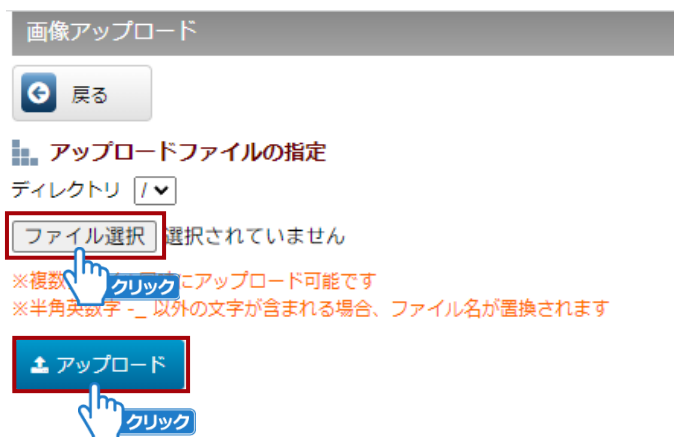 画像アップロード
戻る
アップロードファイルの指定
ディレクトリ /
ファイル選択 選択されていません
クリック
※複数 にアップロード可能です
※半角英数字 -_ 以外の文字が含まれる場合、ファイル名が置換されます
アップロード
クリック